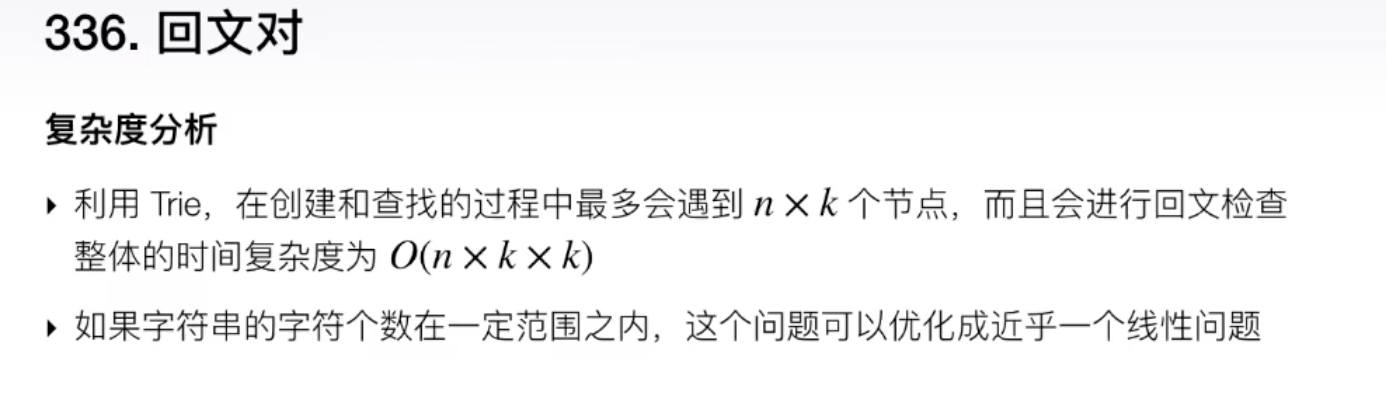 336. 回文对
复杂度分析
‣ 利用 Trie，在创建和查找的过程中最多会遇到 n × k 个节点，而且会进行回文检查
整体的时间复杂度为 O(n × k × k)
‣ 如果字符串的字符个数在一定范围之内，这个问题可以优化成近乎一个线性问题